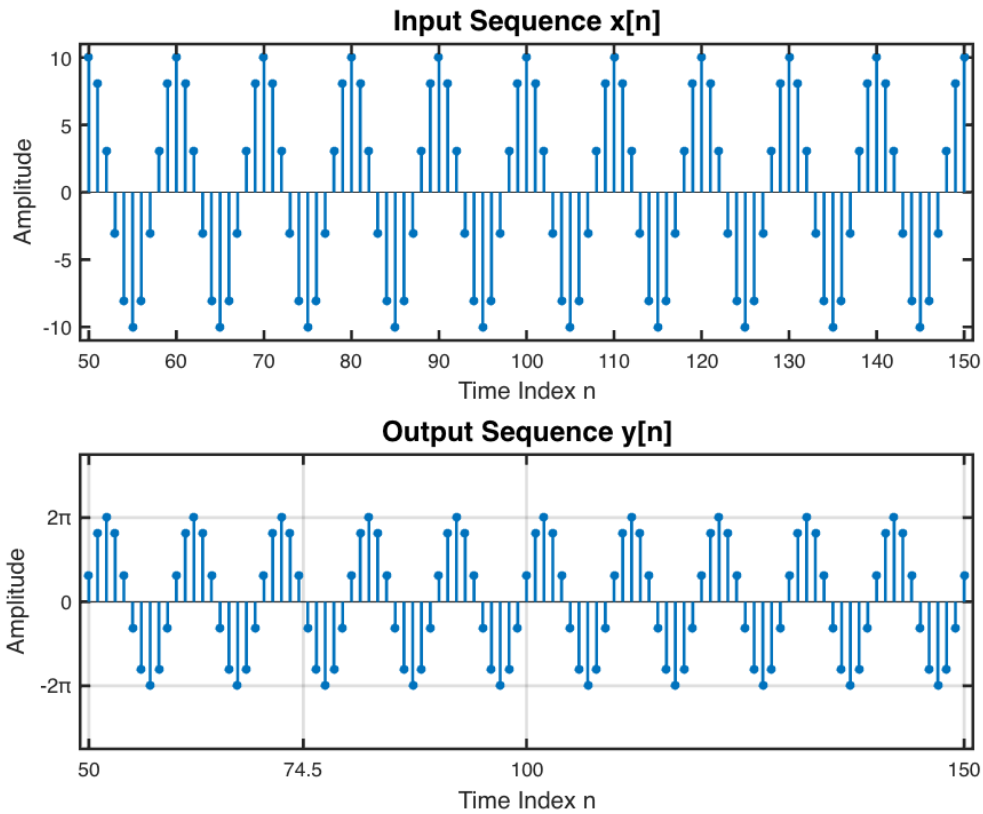 Input Sequence x[n]
10
5
0
-5
-10
Amplitude
50 60 70 80 90 100 110 120 130 140 150
Time Index n
Output Sequence y[n]
2π
0
-2π
Amplitude
50 74.5 100 150
Time Index n